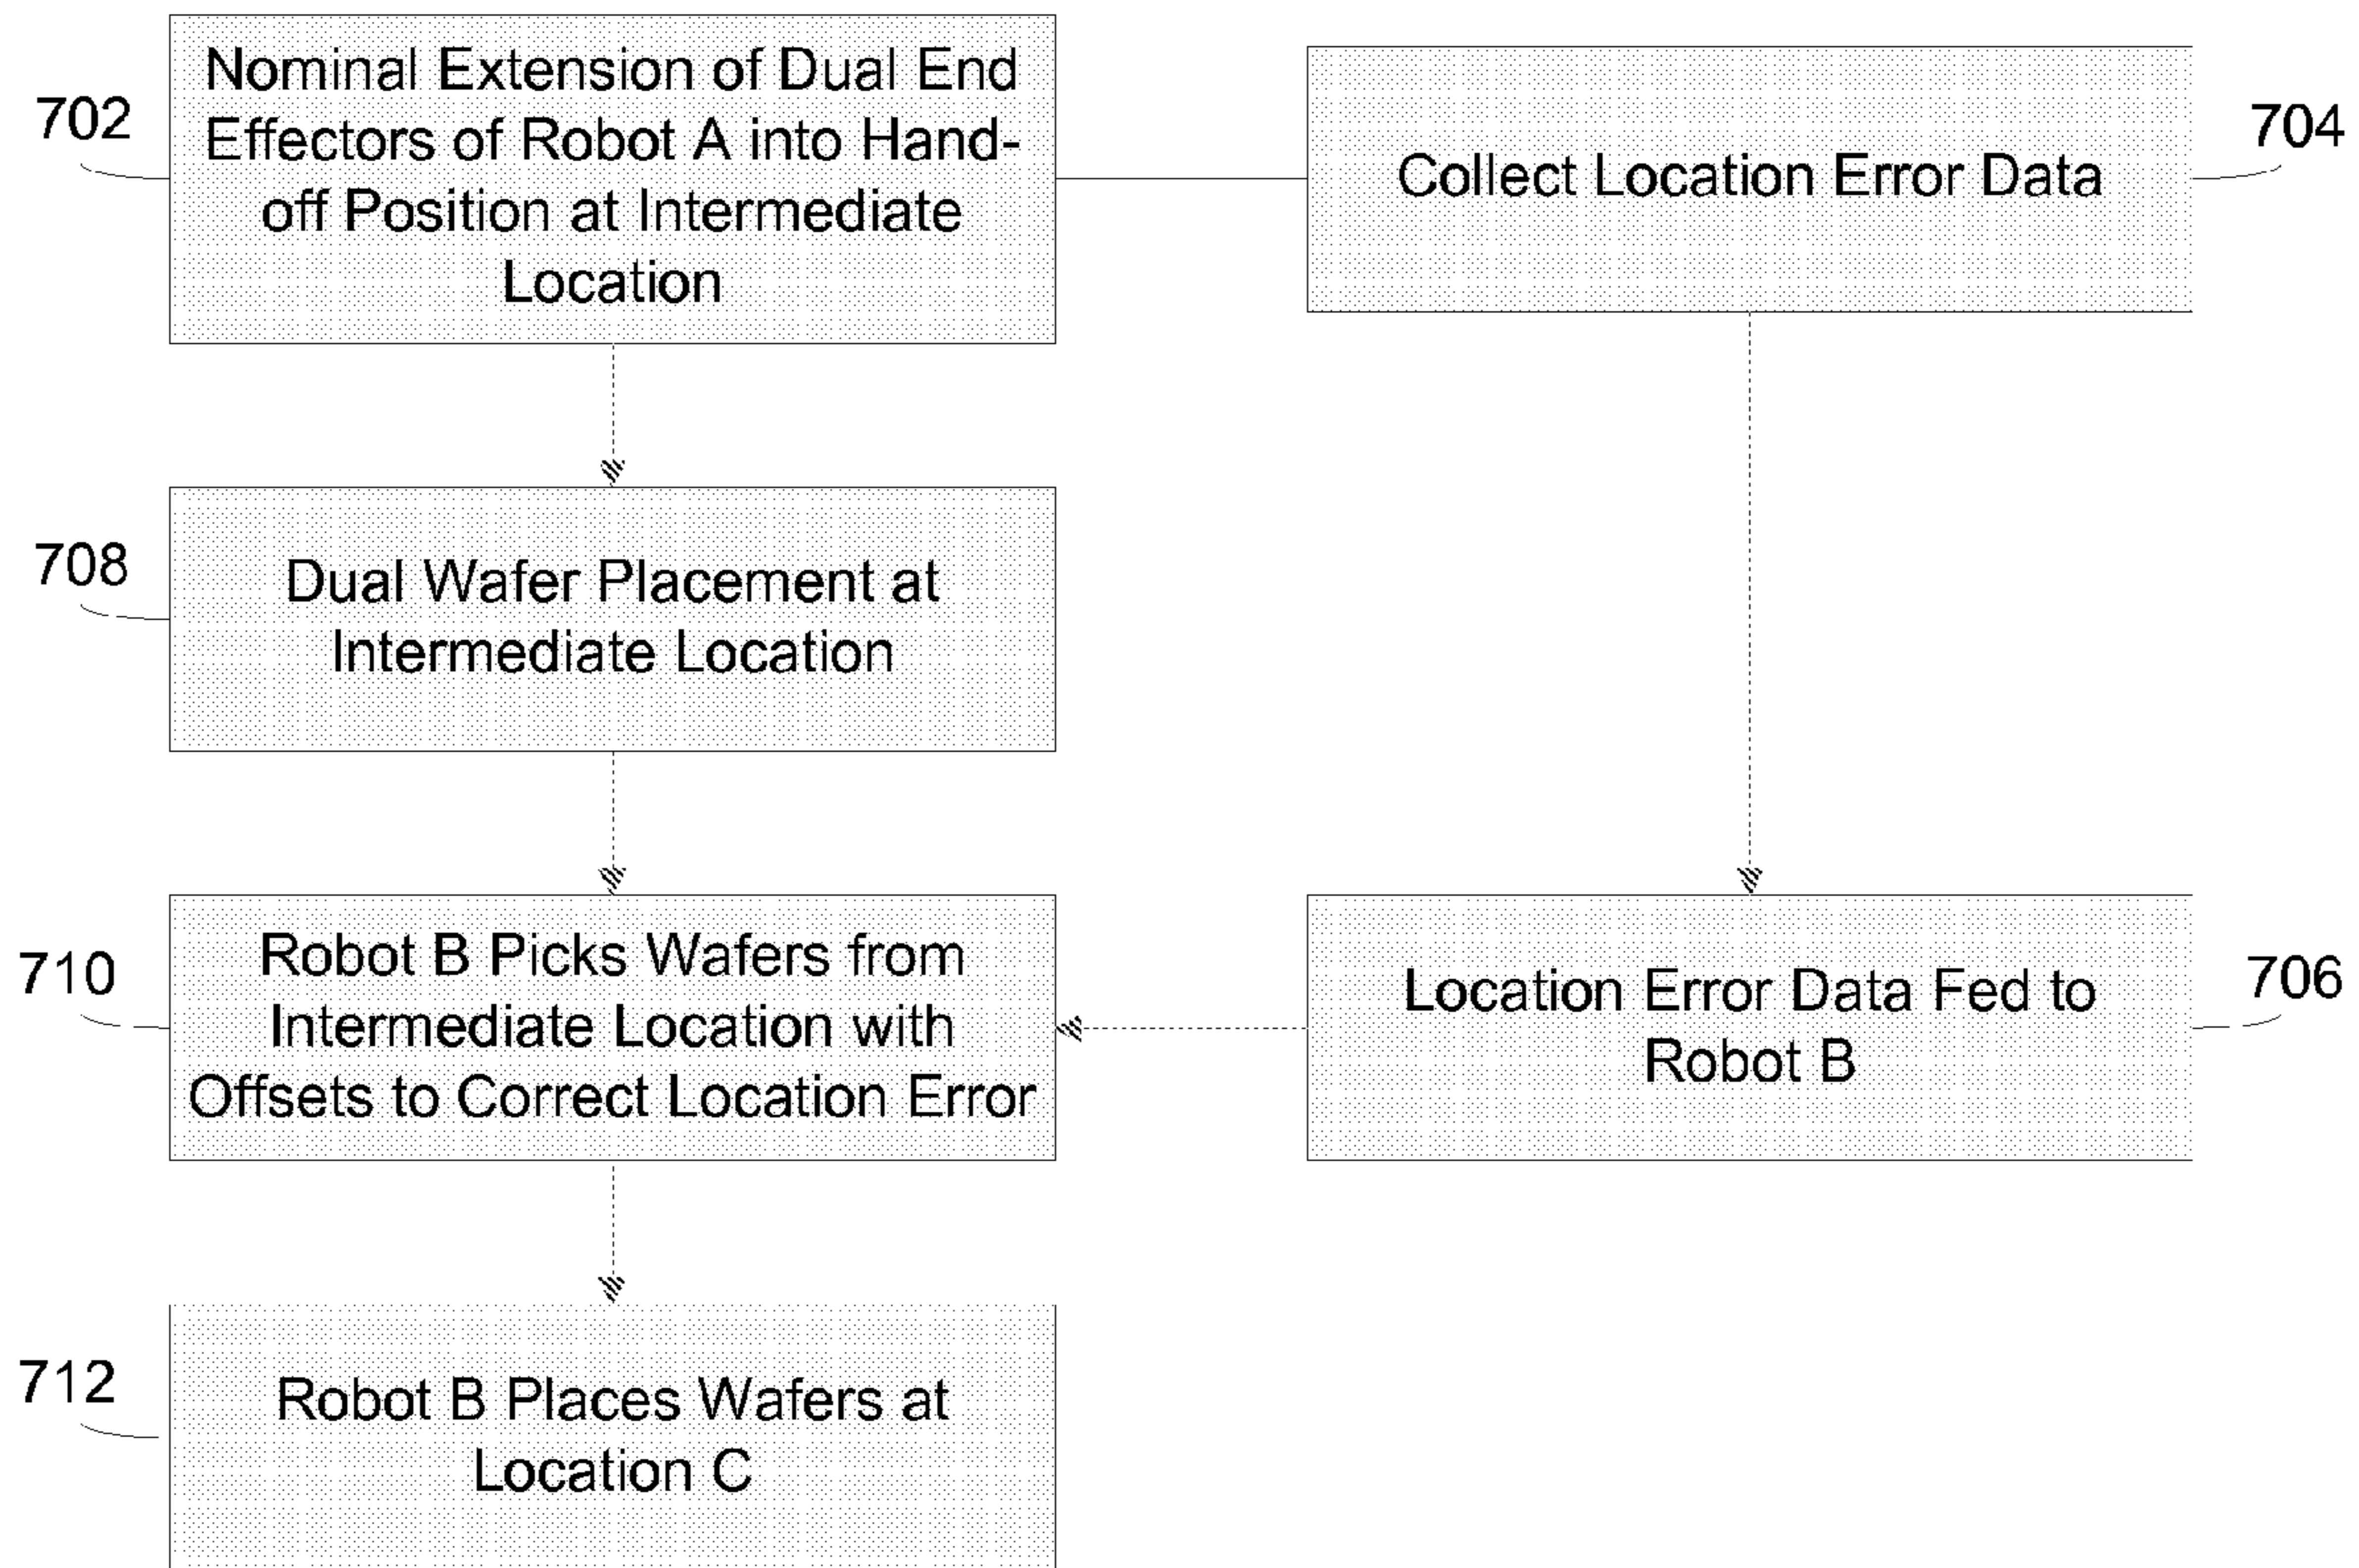 702
Nominal Extension of Dual End
Effectors of Robot A into Hand-
off Position at Intermediate
Location
Collect Location Error Data
704
708
Dual Wafer Placement at
Intermediate Location
710
Robot B Picks Wafers from
Intermediate Location with
Offsets to Correct Location Error
Location Error Data Fed to
Robot B
706
712
Robot B Places Wafers at
Location C